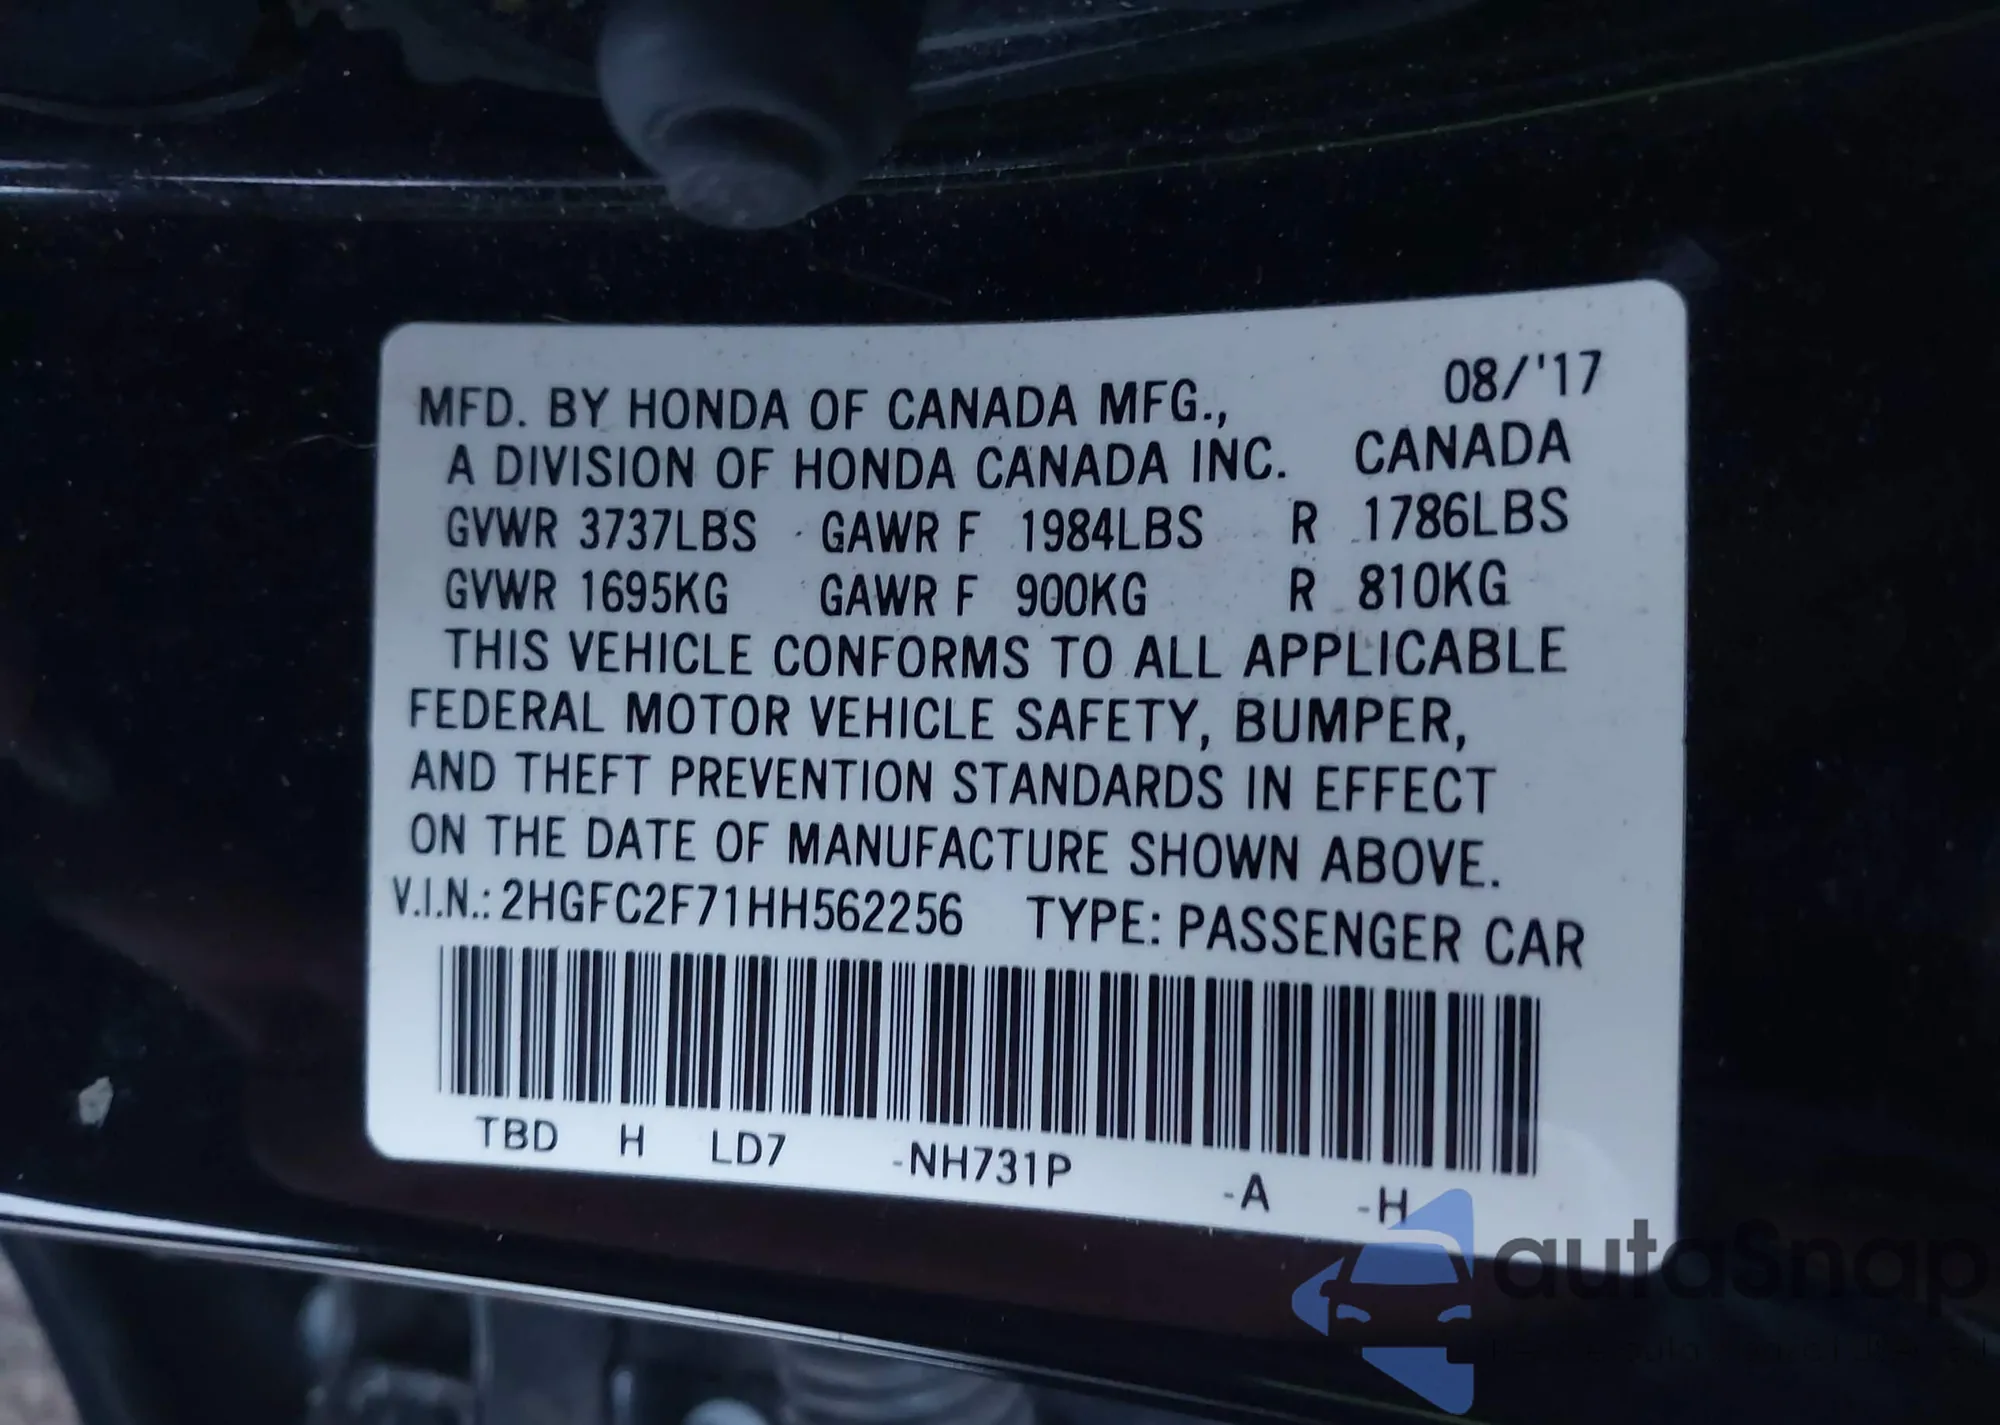 08/'17
MFD. BY HONDA OF CANADA MFG.,
A DIVISION OF HONDA CANADA INC. CANADA
GVWR 3737LBS GAWR F 1984LBS R 1786LBS
GVWR 1695KG GAWR F 900KG R 810KG
THIS VEHICLE CONFORMS TO ALL APPLICABLE
FEDERAL MOTOR VEHICLE SAFETY, BUMPER,
AND THEFT PREVENTION STANDARDS IN EFFECT
ON THE DATE OF MANUFACTURE SHOWN ABOVE.
V.I.N.: 2HGFC2F71HH562256 TYPE: PASSENGER CAR
TBD H LD7 -NH731P -A -H
autaSnap